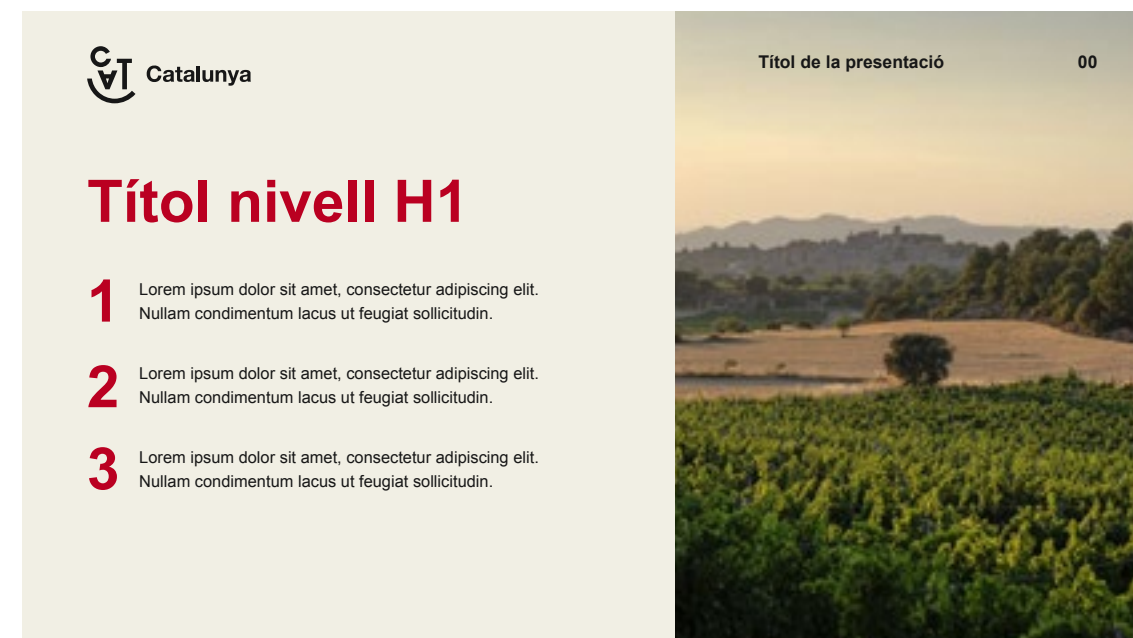 CAT Catalunya
Títol de la presentació 00
Títol nivell H1
1 Lorem ipsum dolor sit amet, consectetur adipiscing elit.
Nullam condimentum lacus ut feugiat sollicitudin.
2 Lorem ipsum dolor sit amet, consectetur adipiscing elit.
Nullam condimentum lacus ut feugiat sollicitudin.
3 Lorem ipsum dolor sit amet, consectetur adipiscing elit.
Nullam condimentum lacus ut feugiat sollicitudin.